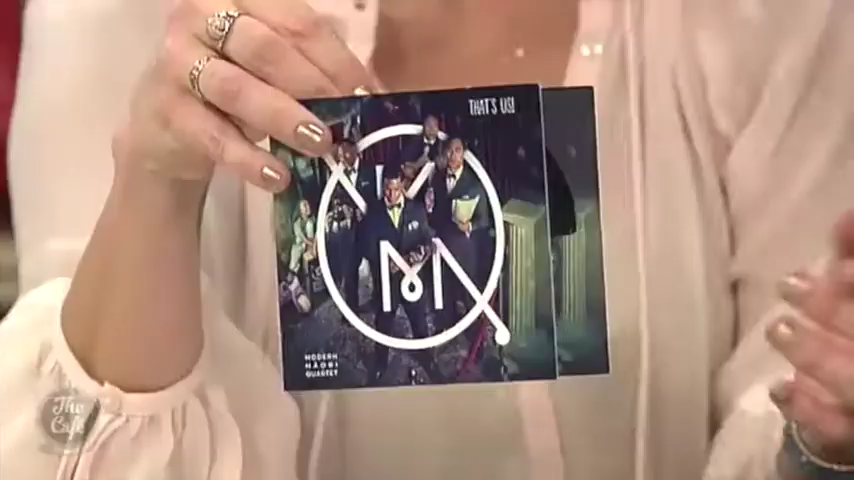 THAT'S US!
MODERN
MĀORI
QUARTET
The
Café